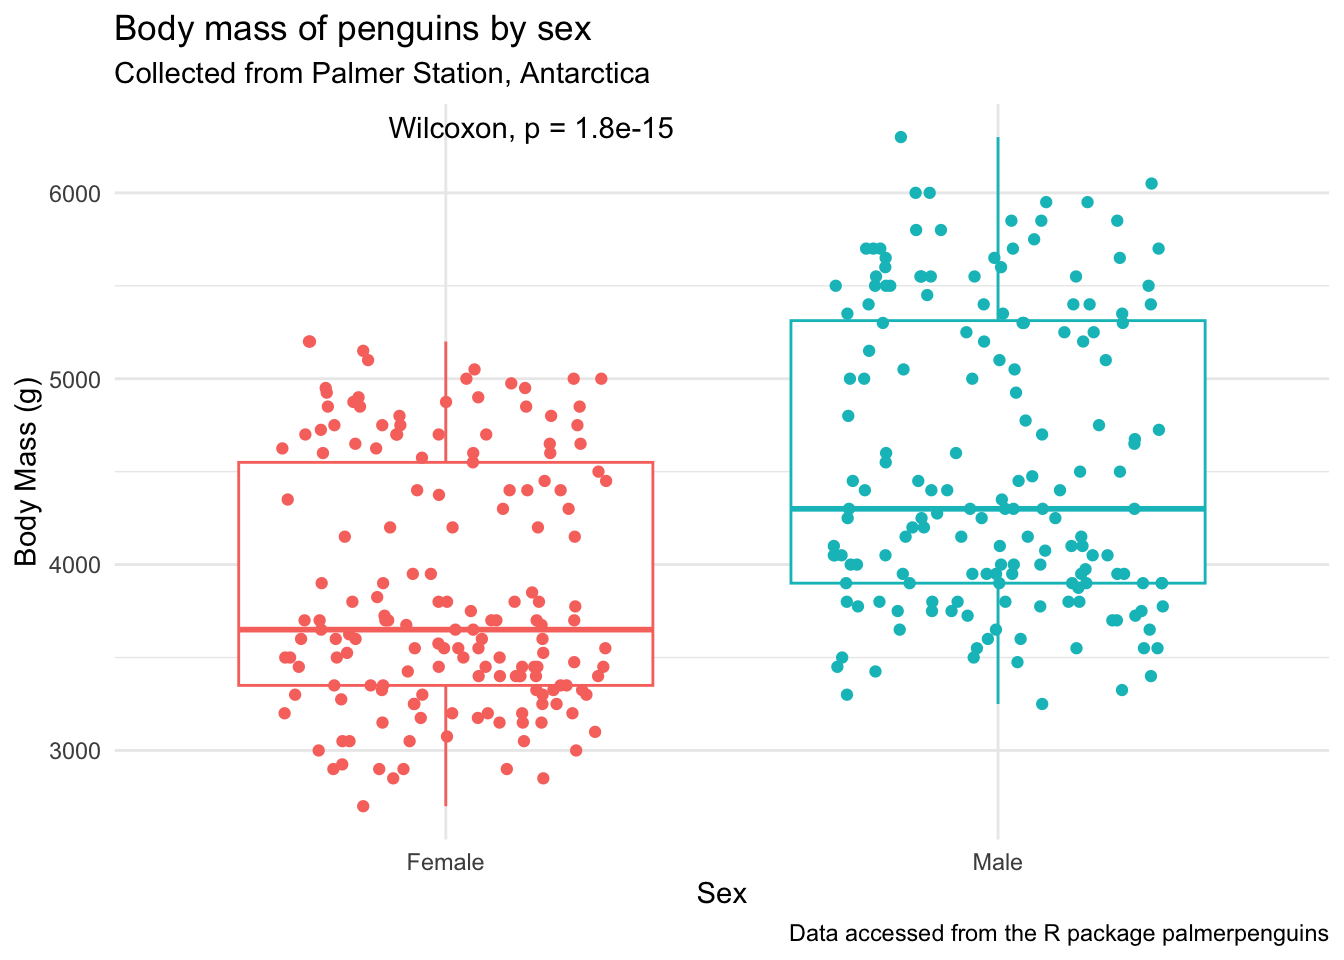 Body mass of penguins by sex
Collected from Palmer Station, Antarctica
Wilcoxon, p = 1.8e-15
6000
5000
4000
3000
Body Mass (g)
Female
Male
Sex
Data accessed from the R package palmerpenguins